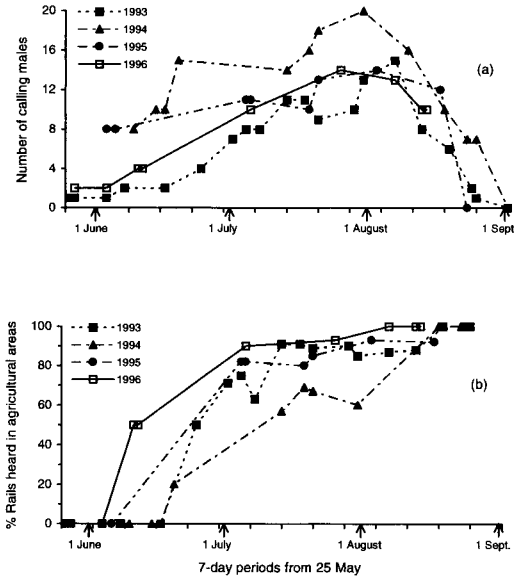 20
16
12
8
4
0
Number of calling males
1993
1994
1995
1996
(a)
1 June
1 July
1 August
1 Sept
100
80
60
40
20
0
% Rails heard in agricultural areas
1993
1994
1995
1996
(b)
1 June
1 July
1 August
1 Sept.
7-day periods from 25 May